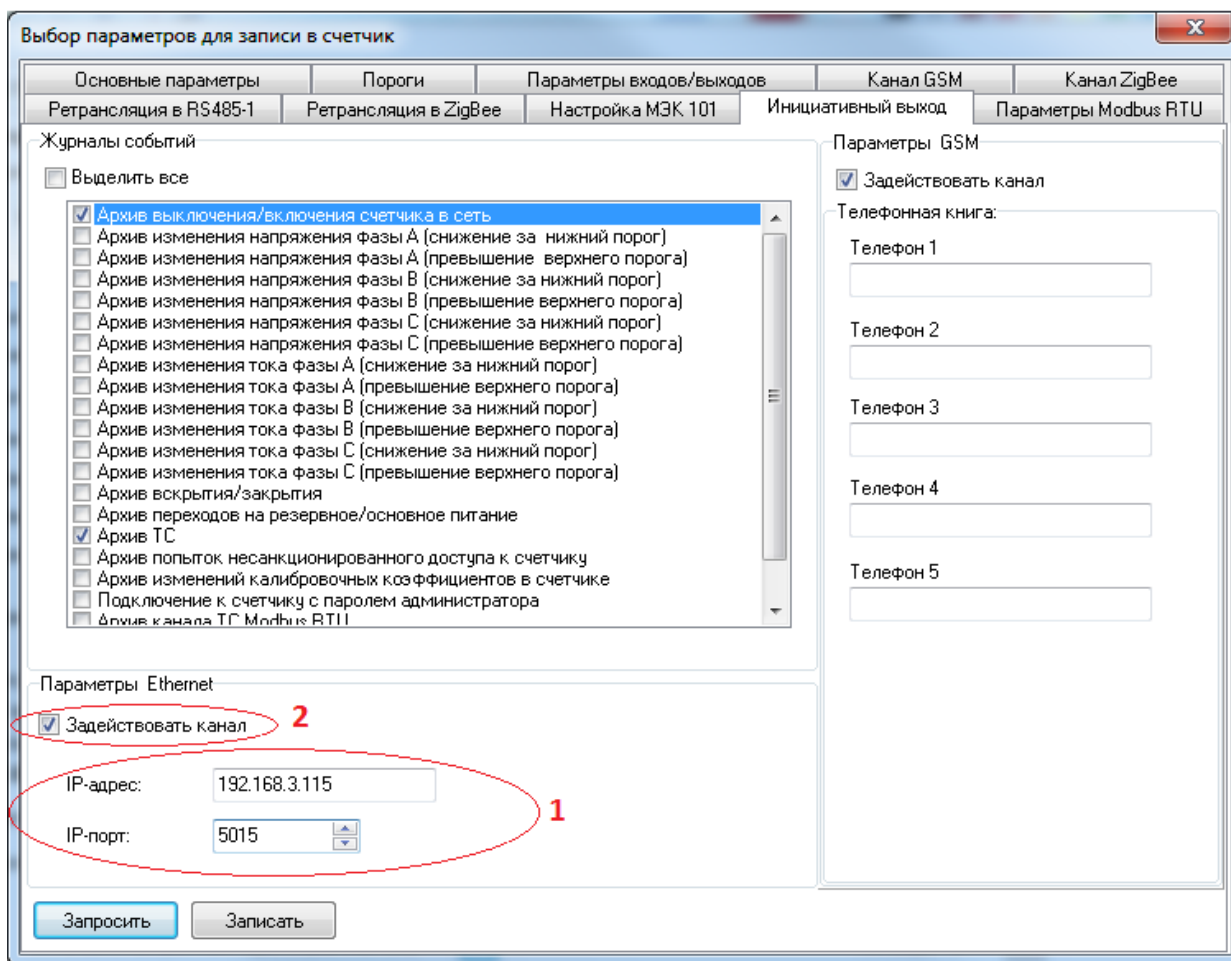 Выбор параметров для записи в счетчик
Основные параметры
Пороги
Параметры входов/выходов
Канал GSM
Канал ZigBee
Ретрансляция в RS485-1
Ретрансляция в ZigBee
Настройка МЭК 101
Инициативный выход
Параметры Modbus RTU
Журналы событий
Выделить все
Архив выключения/включения счетчика в сеть
Архив изменения напряжения фазы А (снижение за  нижний порог)
Архив изменения напряжения фазы А (превышение  верхнего порога)
Архив изменения напряжения фазы В (снижение за нижний порог)
Архив изменения напряжения фазы В (превышение верхнего порога)
Архив изменения напряжения фазы С (снижение за нижний порог)
Архив изменения напряжения фазы С (превышение верхнего порога)
Архив изменения тока фазы А (снижение за нижний порог)
Архив изменения тока фазы А (превышение верхнего порога)
Архив изменения тока фазы В (снижение за нижний порог)
Архив изменения тока фазы В (превышение верхнего порога)
Архив изменения тока фазы С (снижение за нижний порог)
Архив изменения тока фазы С (превышение верхнего порога)
Архив вскрытия/закрытия
Архив переходов на резервное/основное питание
Архив ТС
Архив попыток несанкционированного доступа к счетчику
Архив изменений калибровочных коэффициентов в счетчике
Подключение к счетчику с паролем администратора
Архив канала ТС Modbus RTU
Параметры GSM
Задействовать канал
Телефонная книга:
Телефон 1
Телефон 2
Телефон 3
Телефон 4
Телефон 5
Параметры Ethernet
Задействовать канал
2
IP-адрес:
192.168.3.115
1
IP-порт:
5015
Запросить
Записать